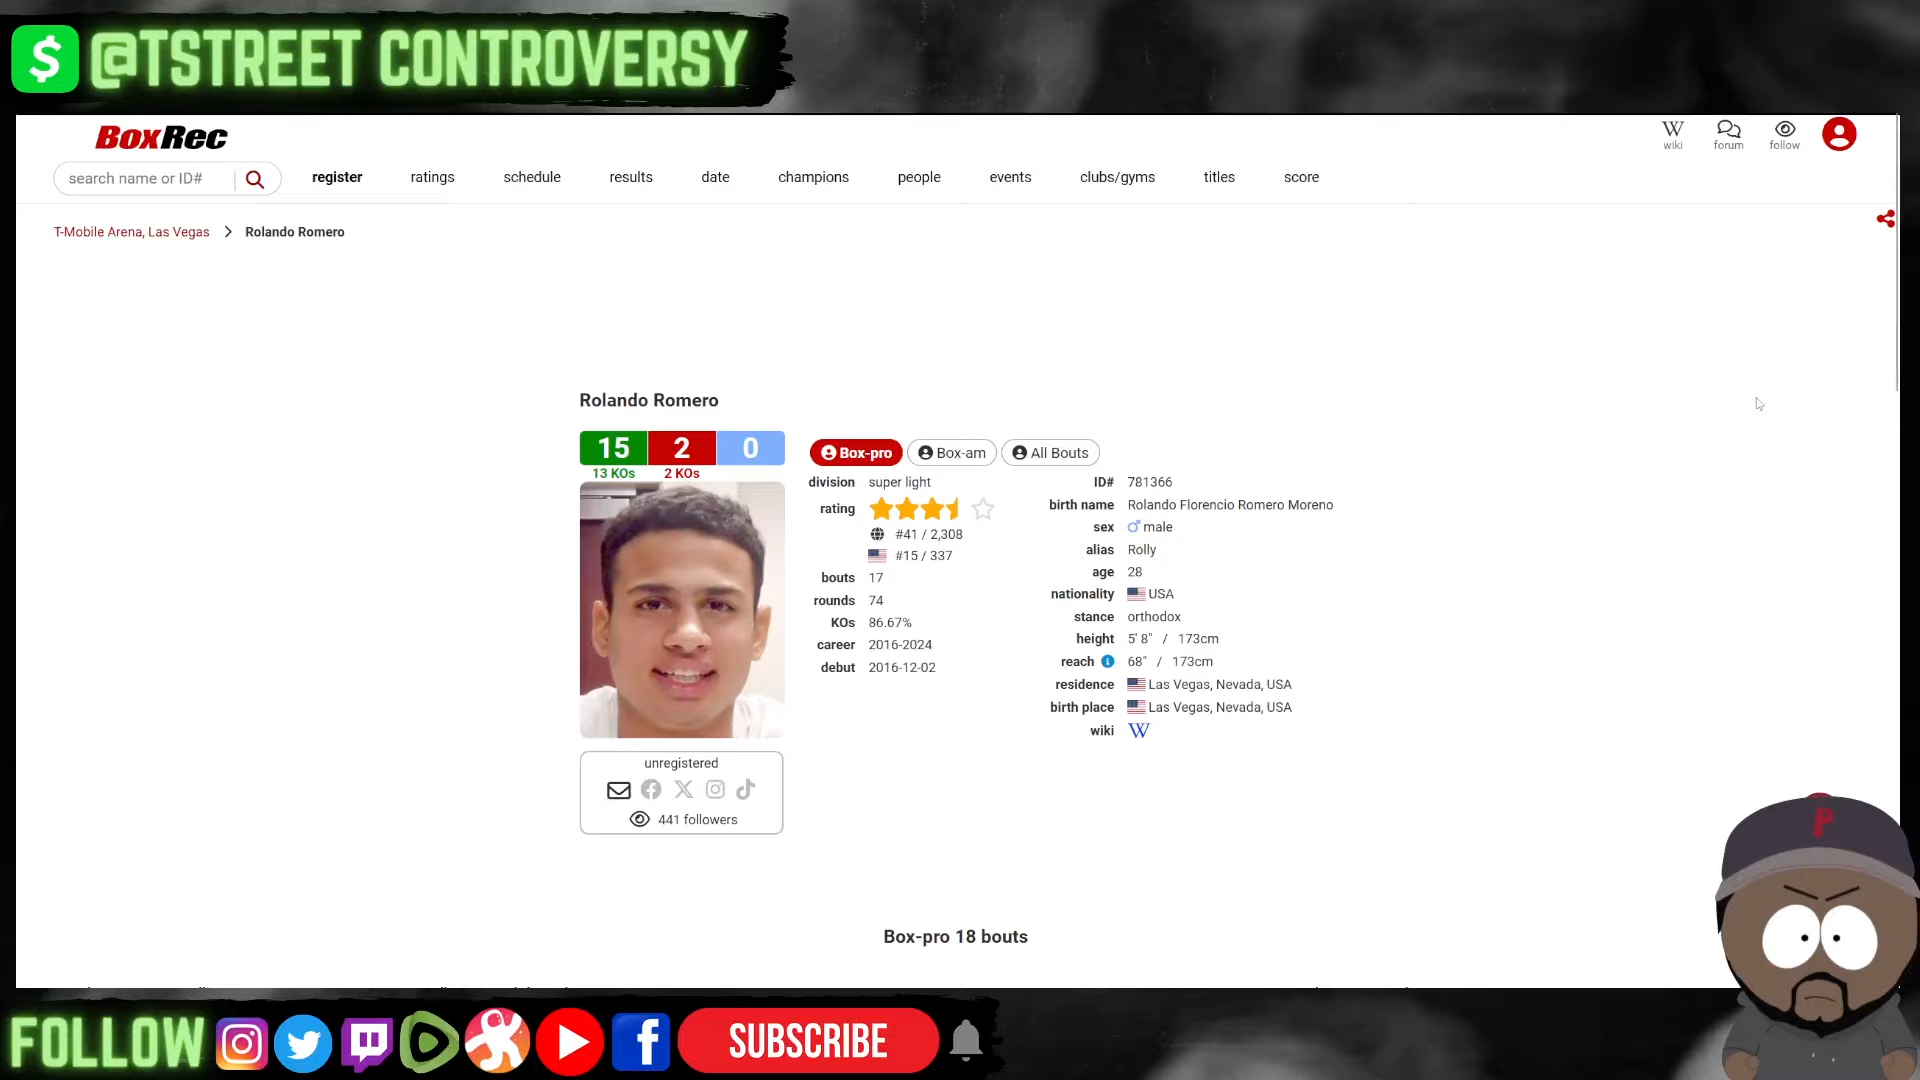 $ @TSTREET CONTROVERSY
BoxRec
W
wiki
forum
follow
search name or ID#
register
ratings
schedule
results
date
champions
people
events
clubs/gyms
titles
score
T-Mobile Arena, Las Vegas > Rolando Romero
Rolando Romero
15 2 0
13 KOs 2 KOs
Box-pro Box-am All Bouts
division super light
rating
#41 / 2,308
#15 / 337
bouts 17
rounds 74
KOs 86.67%
career 2016-2024
debut 2016-12-02
ID# 781366
birth name Rolando Florencio Romero Moreno
sex male
alias Rolly
age 28
nationality USA
stance orthodox
height 5' 8" / 173cm
reach 68" / 173cm
residence Las Vegas, Nevada, USA
birth place Las Vegas, Nevada, USA
wiki W
unregistered
441 followers
Box-pro 18 bouts
P
FOLLOW
SUBSCRIBE